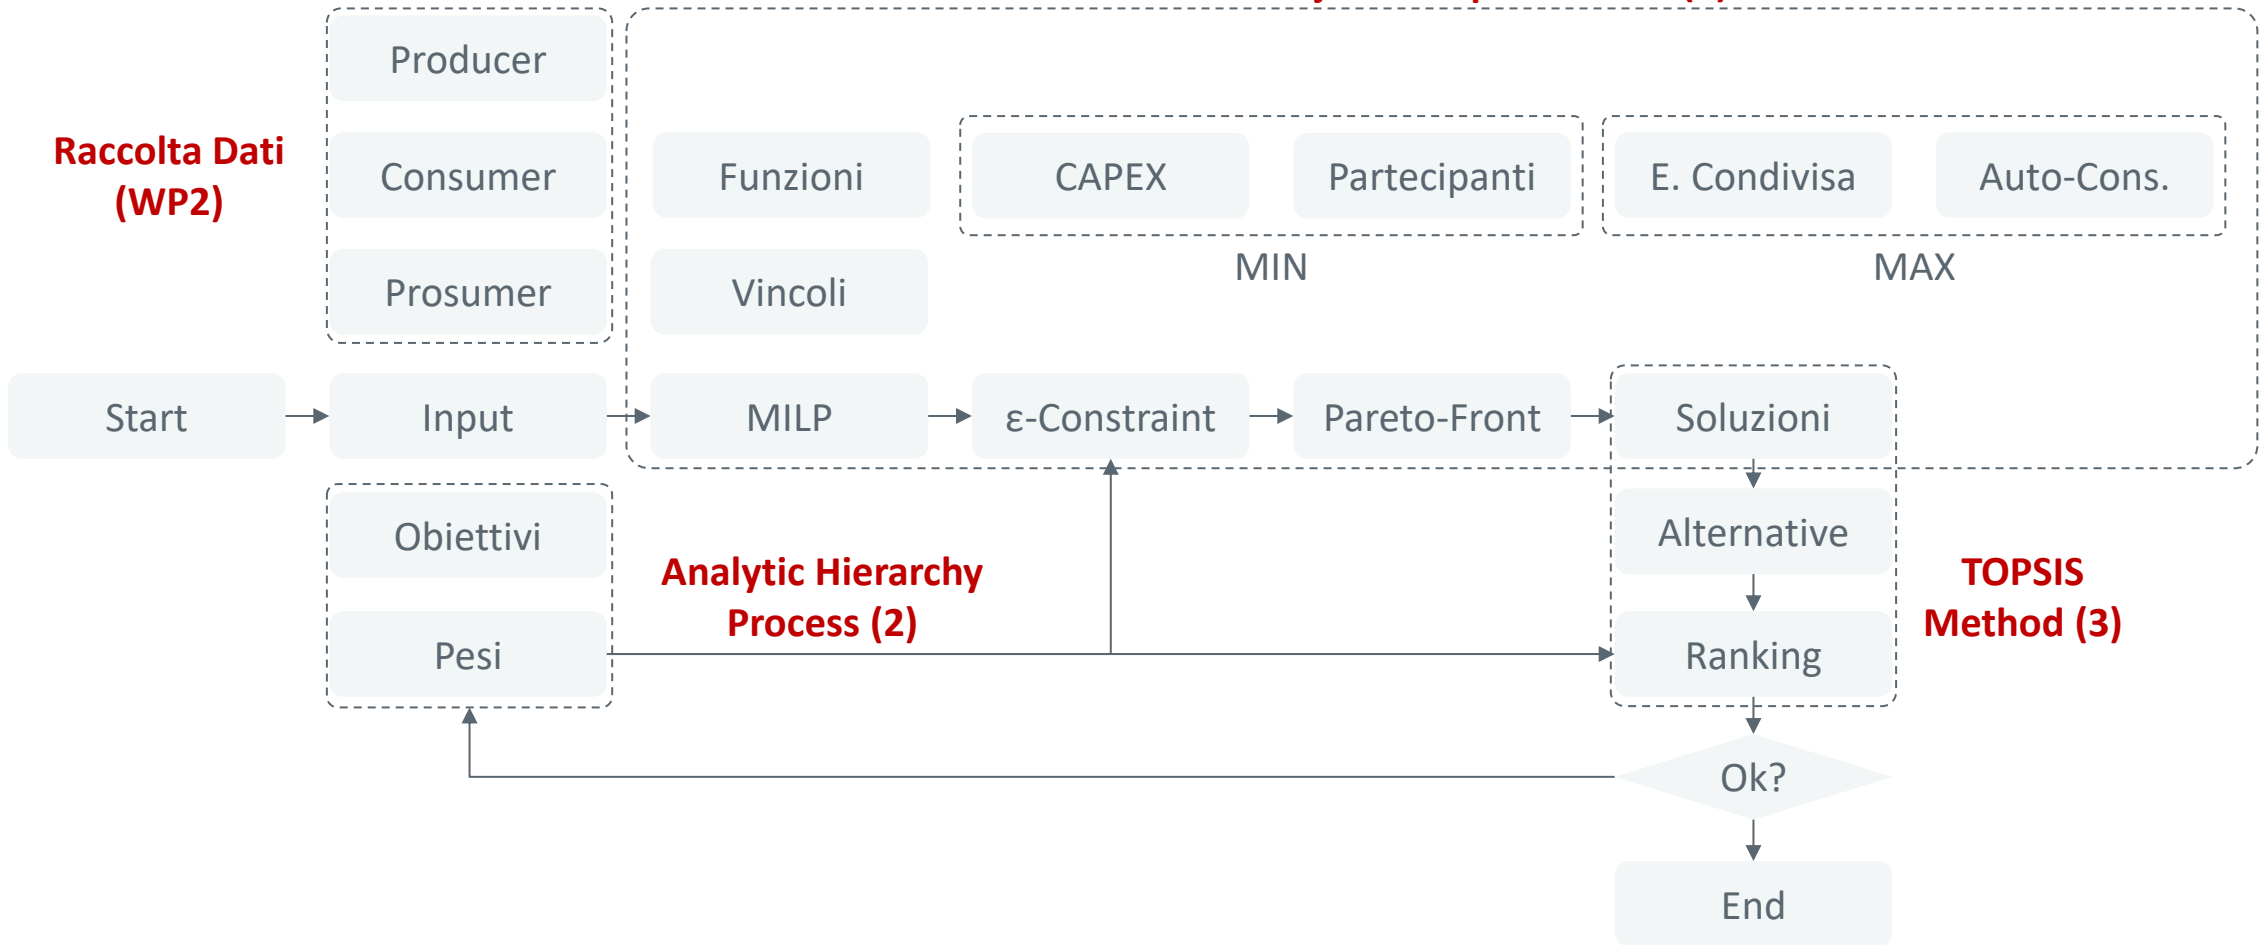 Producer
Raccolta Dati
(WP2)
Consumer
Funzioni
CAPEX
Partecipanti
E. Condivisa
Auto-Cons.
Prosumer
Vincoli
MIN
MAX
Start
Input
MILP
ε-Constraint
Pareto-Front
Soluzioni
Obiettivi
Alternative
Analytic Hierarchy
Process (2)
TOPSIS
Method (3)
Pesi
Ranking
Ok?
End